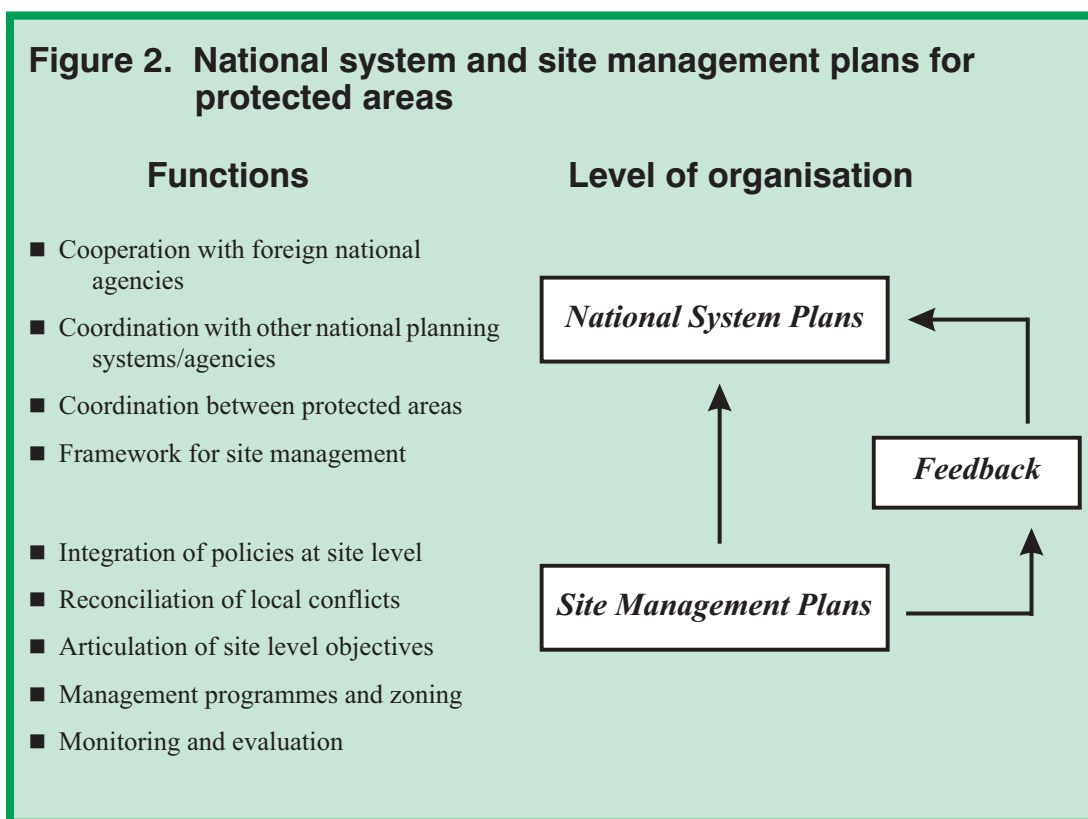 Figure 2. National system and site management plans for
protected areas
Functions
■ Cooperation with foreign national
agencies
■ Coordination with other national planning
systems/agencies
■ Coordination between protected areas
■ Framework for site management
■ Integration of policies at site level
■ Reconciliation of local conflicts
■ Articulation of site level objectives
■ Management programmes and zoning
■ Monitoring and evaluation
Level of organisation
National System Plans
Feedback
Site Management Plans